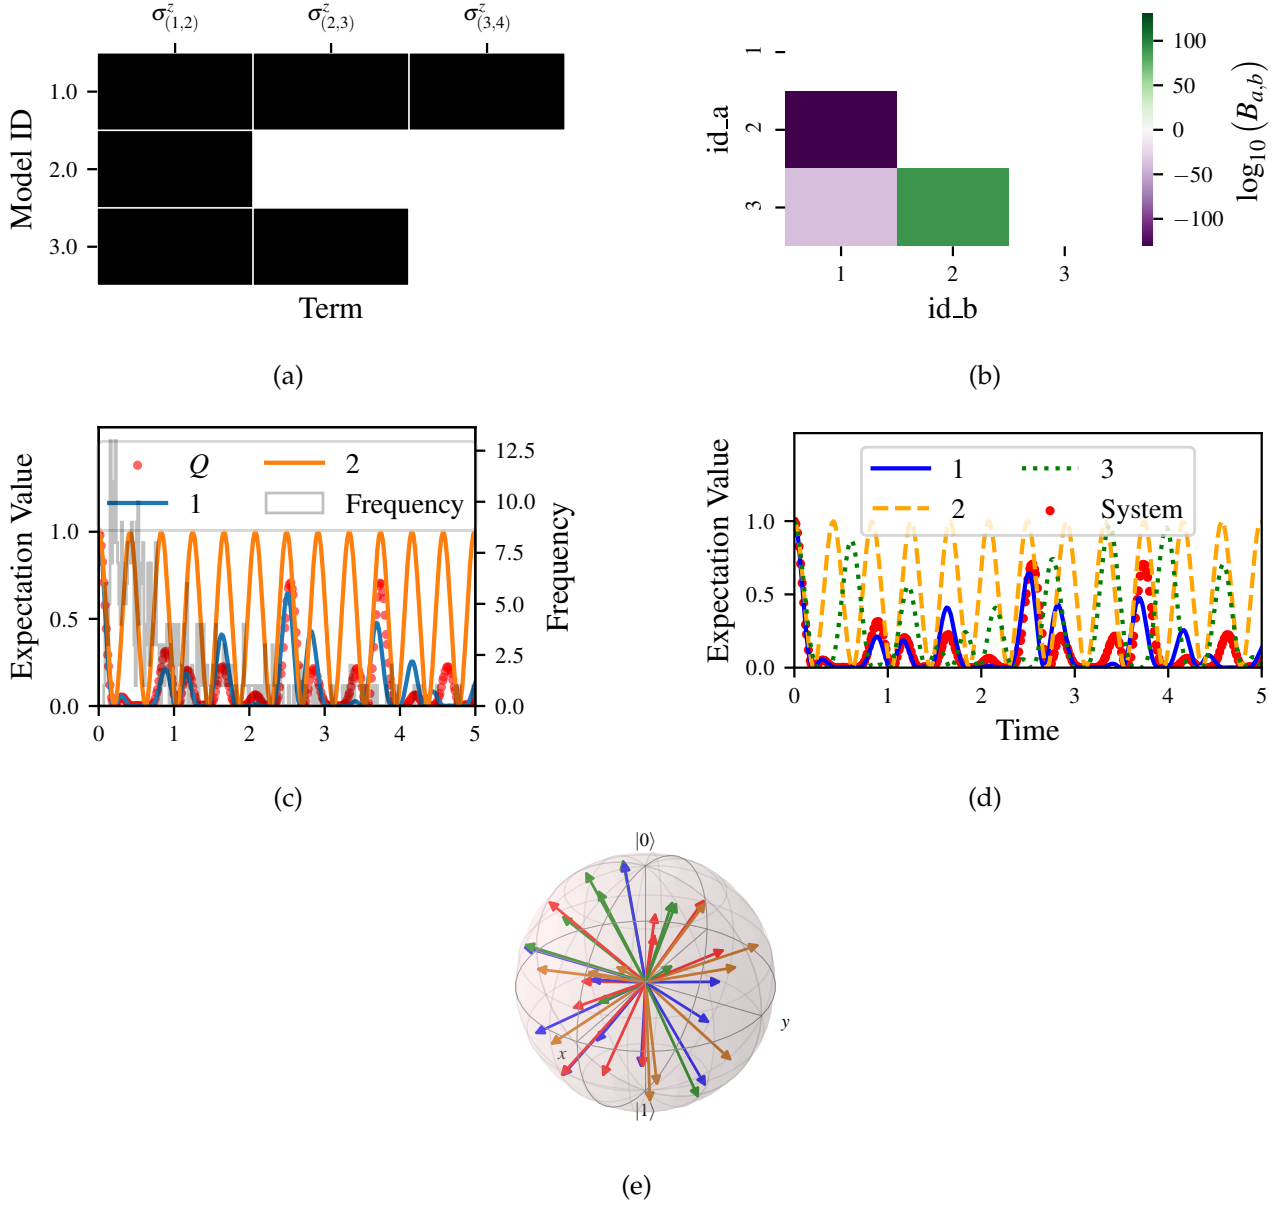 σ^z_(1,2) σ^z_(2,3) σ^z_(3,4)
Model ID
1.0
2.0
3.0
Term
(a)
id_a
1
2
3
1 2 3
id_b
100
50
0
−50
−100
log₁₀ (B_a,b)
(b)
Expectation Value
1.0
0.5
0.0
Q 2
1 Frequency
12.5
10.0
7.5
5.0
2.5
0.0
Frequency
0 1 2 3 4 5
(c)
Expectation Value
1.0
0.5
0.0
1 3
2 System
0 1 2 3 4 5
Time
(d)
|0⟩
x
y
|1⟩
(e)